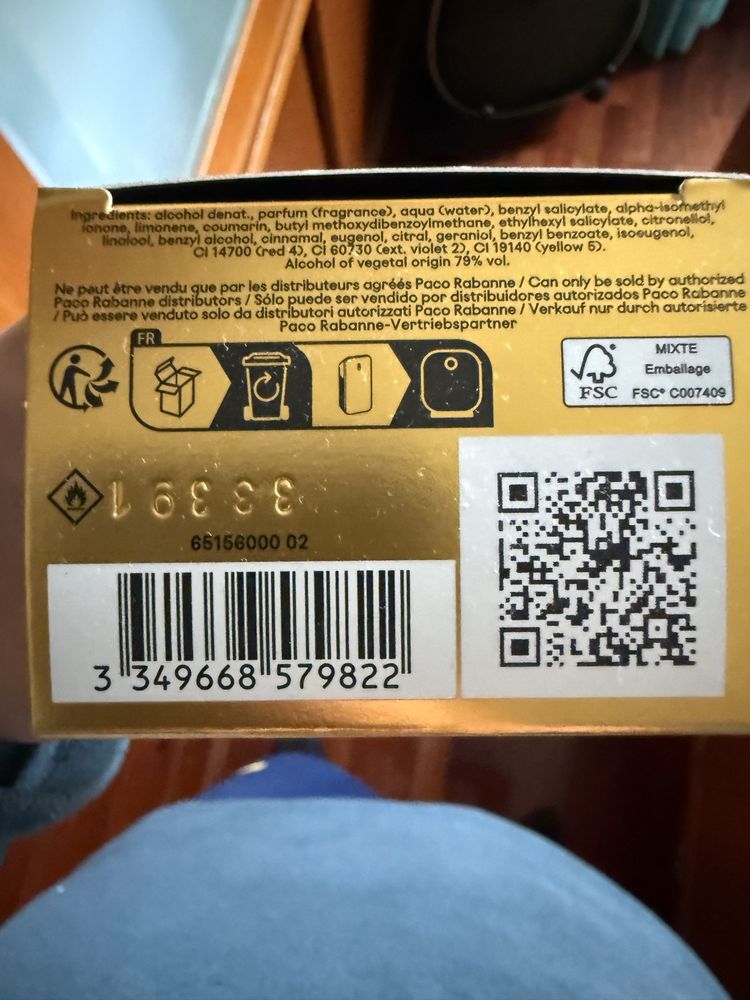 Ingredients: alcohol denat., parfum (fragrance), aqua (water), benzyl salicylate, alpha-isomethyl
ionone, limonene, coumarin, butyl methoxydibenzoylmethane, ethylhexyl salicylate, citronellol,
linalool, benzyl alcohol, cinnamal, eugenol, citral, geraniol, benzyl benzoate, isoeugenol,
CI 14700 (red 4), CI 60730 (ext. violet 2), CI 19140 (yellow 5).
Alcohol of vegetal origin 79% vol.
Ne peut être vendu que par les distributeurs agréés Paco Rabanne / Can only be sold by authorized
Paco Rabanne distributors / Sólo puede ser vendido por distribuidores autorizados Paco Rabanne
/ Può essere venduto solo da distributori autorizzati Paco Rabanne / Verkauf nur durch autorisierte
Paco Rabanne-Vertriebspartner
FR
FSC
MIXTE
Emballage
FSC® C007409
33391
65156000 02
3 349668 579822